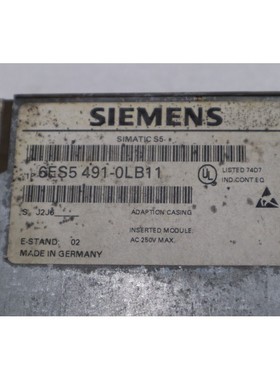 SIEMENS
SIMATIC S5
6ES5 491-0LB11
LISTED 74D7
IND.CONT.EQ
ADAPTION CASING
INSERTED MODULE:
AC 250V MAX.
E-STAND 02
MADE IN GERMANY